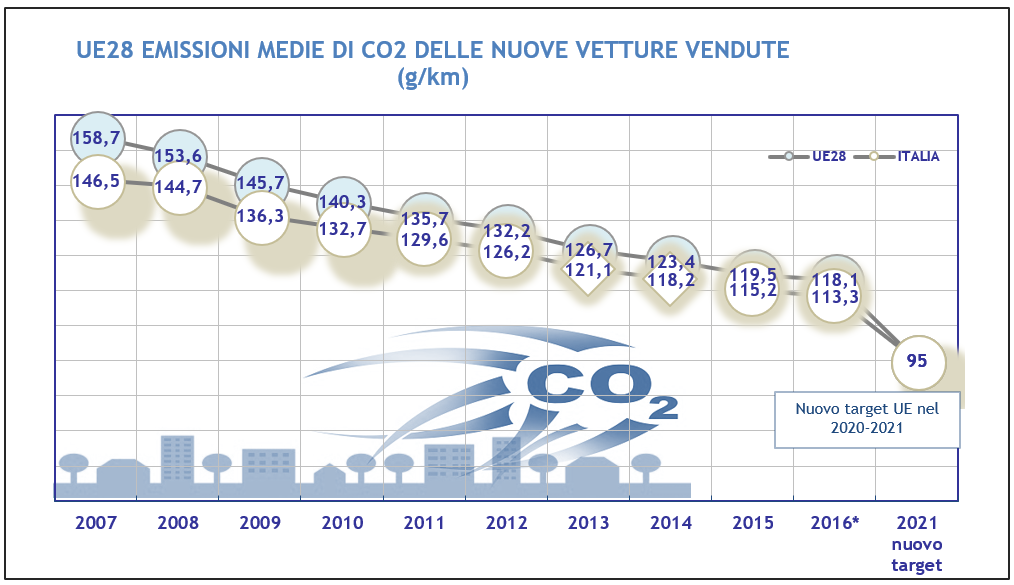 UE28 EMISSIONI MEDIE DI CO2 DELLE NUOVE VETTURE VENDUTE
(g/km)
UE28 ITALIA
158,7 153,6 145,7 140,3 135,7 132,2 126,7 123,4 119,5 118,1
146,5 144,7 136,3 132,7 129,6 126,2 121,1 118,2 115,2 113,3
95
CO2
Nuovo target UE nel
2020-2021
2007 2008 2009 2010 2011 2012 2013 2014 2015 2016* 2021
nuovo
target